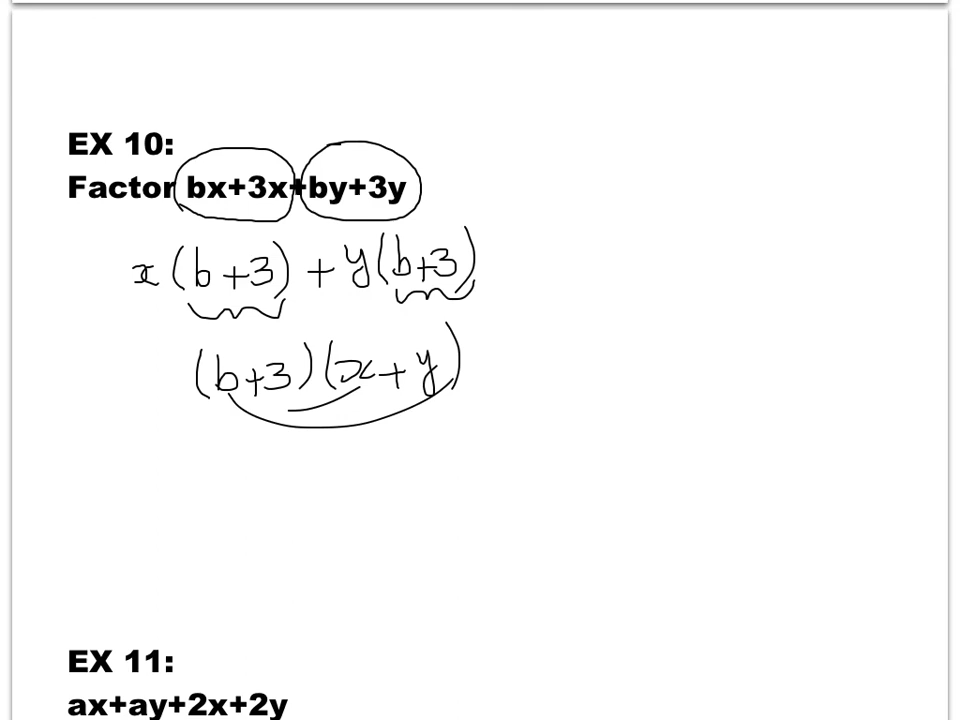 EX 10:
Factor bx+3x+by+3y
x(b+3)+y(b+3)
(b+3)(x+y)
EX 11:
ax+ay+2x+2y